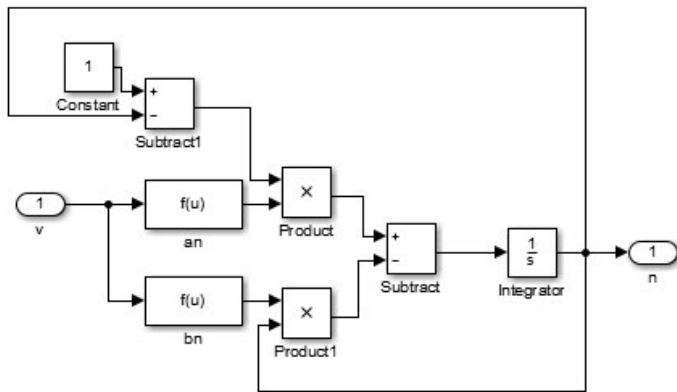 1
Constant
+
−
Subtract1
1
v
f(u)
an
×
Product
f(u)
bn
×
Product1
+
−
Subtract
1
s
Integrator
1
n